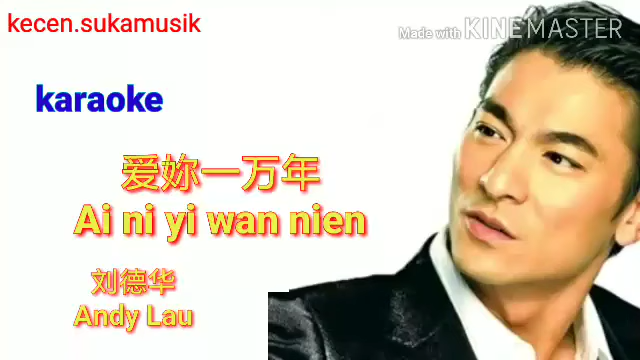 kecen.sukamusik
Made with KINEMASTER
karaoke
爱妳一万年
Ai ni yi wan nien
刘德华
Andy Lau